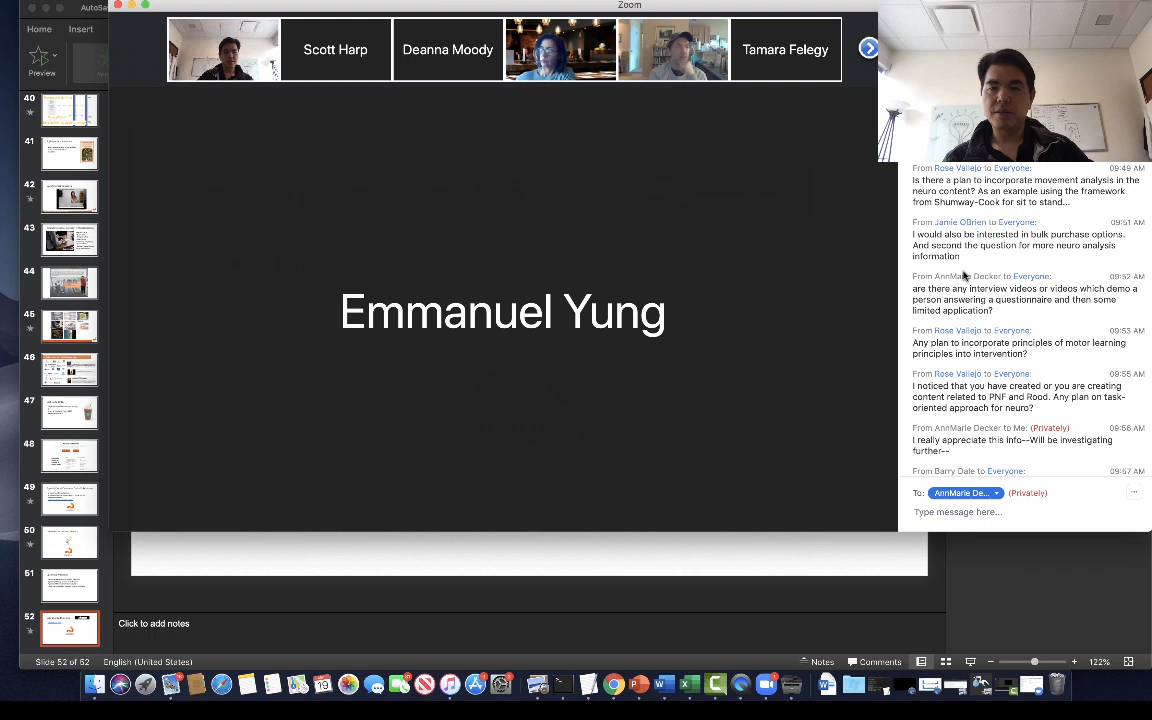 AutoSav
Zoom
Home
Insert
Preview
Scott Harp
Deanna Moody
Tamara Felegy
40
41
42
43
44
45
46
47
48
49
50
51
52
Emmanuel Yung
From Rose Vallejo to Everyone: 09:49 AM
Is there a plan to incorporate movement analysis in the
neuro content? As an example using the framework
from Shumway-Cook for sit to stand...
From Jamie OBrien to Everyone: 09:51 AM
I would also be interested in bulk purchase options.
And second the question for more neuro analysis
information
From AnnMarie Decker to Everyone: 09:52 AM
are there any interview videos or videos which demo a
person answering a questionnaire and then some
limited application?
From Rose Vallejo to Everyone: 09:53 AM
Any plan to incorporate principles of motor learning
principles into intervention?
From Rose Vallejo to Everyone: 09:55 AM
I noticed that you have created or you are creating
content related to PNF and Rood. Any plan on task-
oriented approach for neuro?
From AnnMarie Decker to Me: (Privately) 09:56 AM
I really appreciate this info--Will be investigating
further--
From Barry Dale to Everyone: 09:57 AM
To: AnnMarie De... (Privately)
Type message here...
Click to add notes
Slide 52 of 52 English (United States) Notes Comments 122%